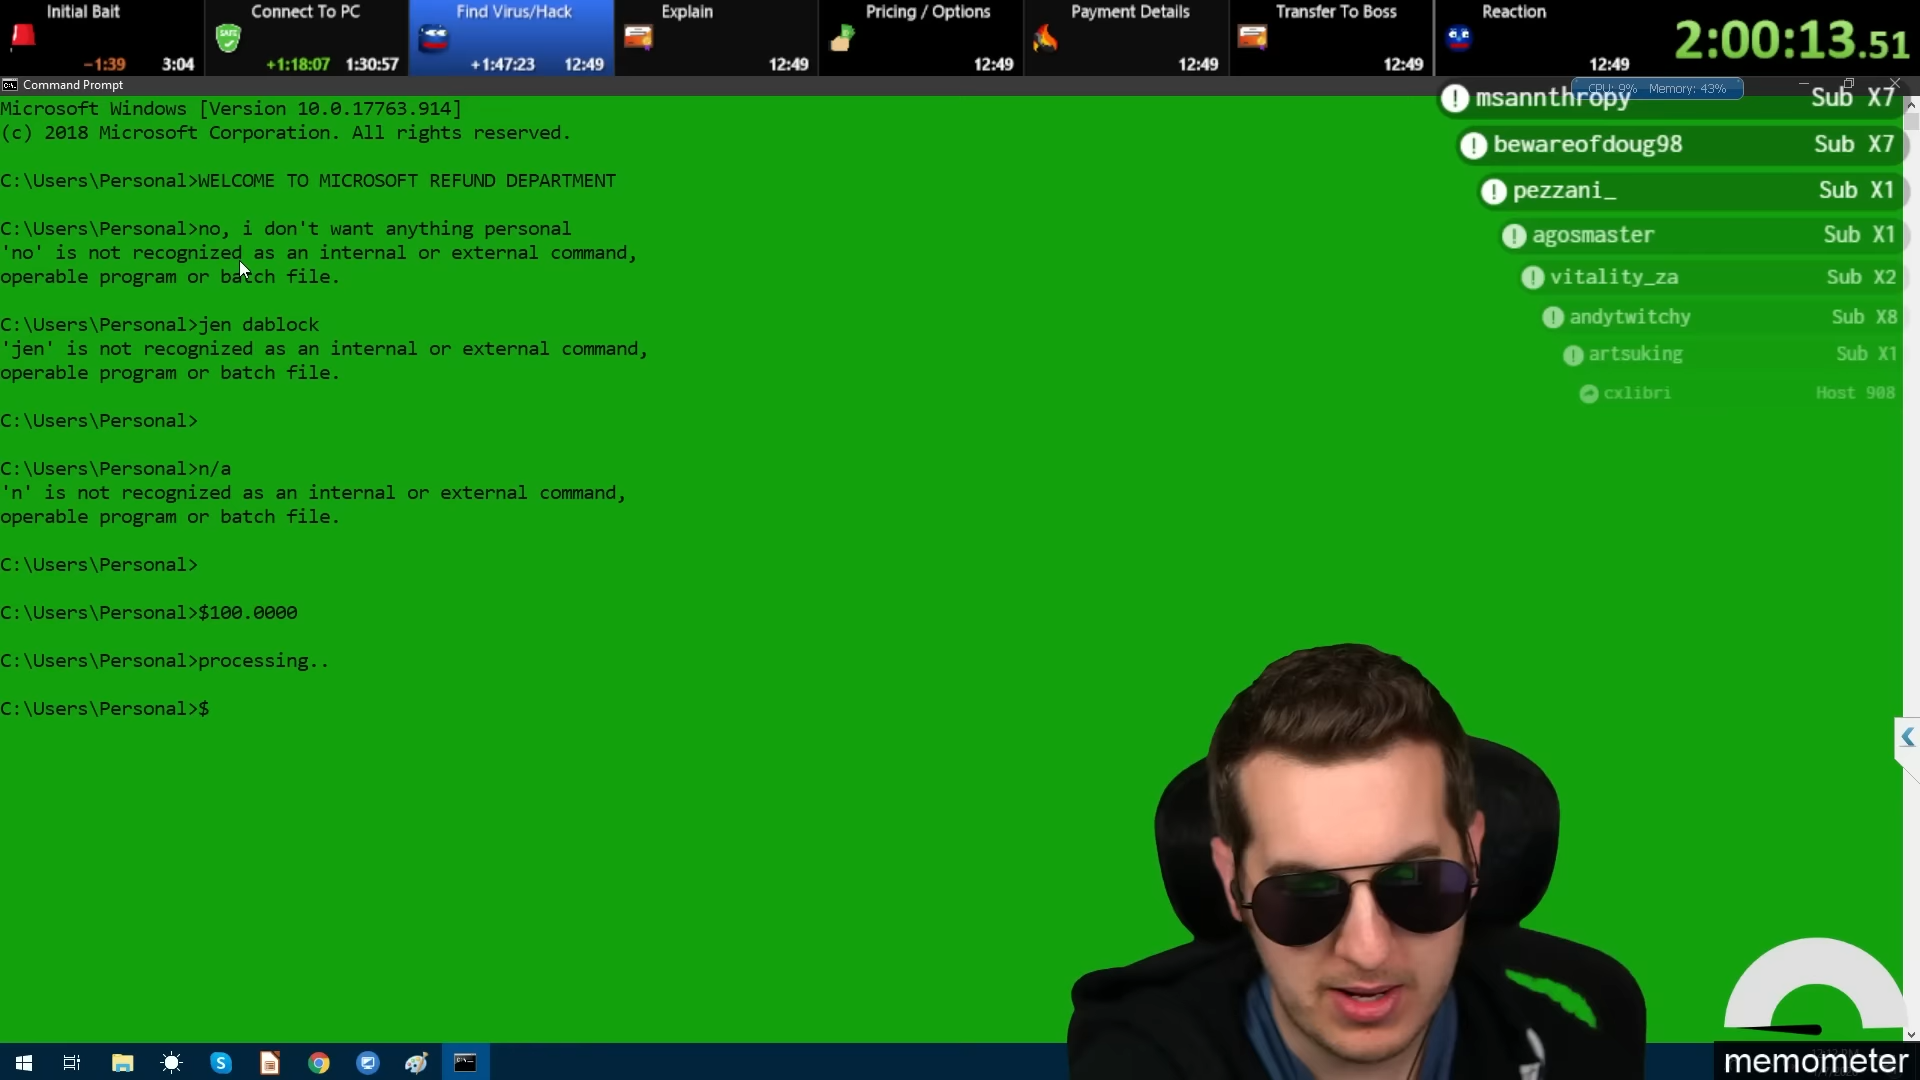 Initial Bait
-1:39 3:04
Connect To PC
SAFE
+1:18:07 1:30:57
Find Virus/Hack
+1:47:23 12:49
Explain
12:49
Pricing / Options
12:49
Payment Details
12:49
Transfer To Boss
12:49
Reaction
12:49
2:00:13.51
Command Prompt
CPU: 9% Memory: 43%
Microsoft Windows [Version 10.0.17763.914]
(c) 2018 Microsoft Corporation. All rights reserved.
C:\Users\Personal>WELCOME TO MICROSOFT REFUND DEPARTMENT
C:\Users\Personal>no, i don't want anything personal
'no' is not recognized as an internal or external command,
operable program or batch file.
C:\Users\Personal>jen dablock
'jen' is not recognized as an internal or external command,
operable program or batch file.
C:\Users\Personal>
C:\Users\Personal>n/a
'n' is not recognized as an internal or external command,
operable program or batch file.
C:\Users\Personal>
C:\Users\Personal>$100.0000
C:\Users\Personal>processing..
C:\Users\Personal>$
msannthropy Sub X7
bewareofdoug98 Sub X7
pezzani_ Sub X1
agosmaster Sub X1
vitality_za Sub X2
andytwitchy Sub X8
artsuking Sub X1
cxlibri Host 908
memometer